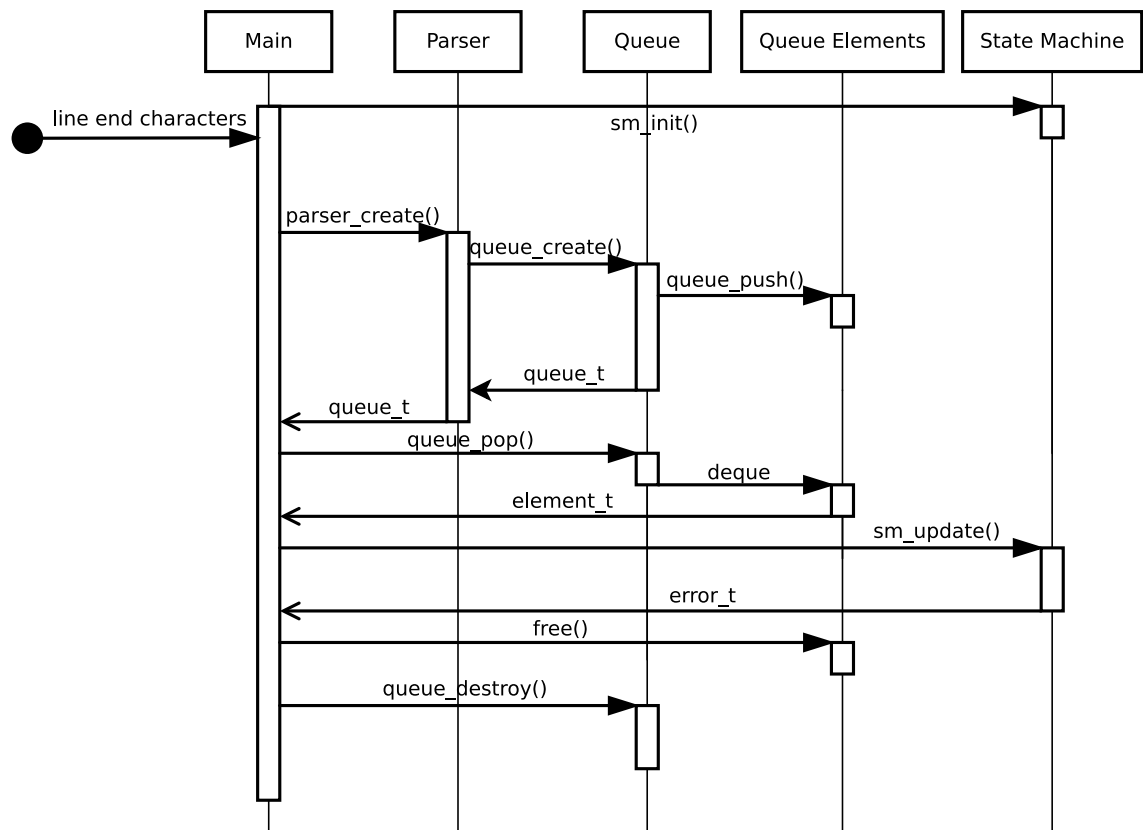 Main
Parser
Queue
Queue Elements
State Machine
line end characters
sm_init()
parser_create()
queue_create()
queue_push()
queue_t
queue_t
queue_pop()
deque
element_t
sm_update()
error_t
free()
queue_destroy()